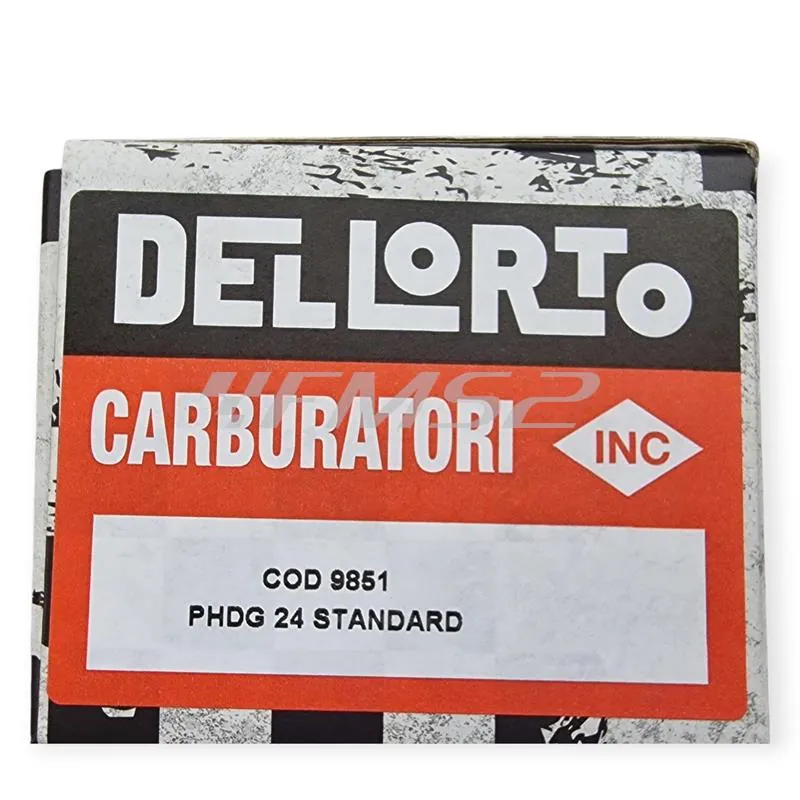 DELLORTO
CARBURATORI
INC
COD 9851
PHDG 24 STANDARD